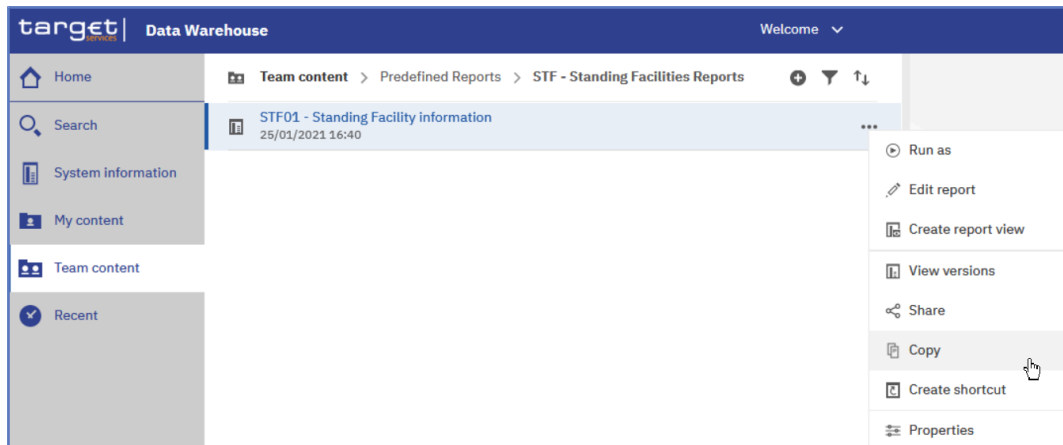 target services Data Warehouse Welcome
Home
Team content > Predefined Reports > STF - Standing Facilities Reports
STF01 - Standing Facility information
25/01/2021 16:40
Search
System information
My content
Team content
Recent
Run as
Edit report
Create report view
View versions
Share
Copy
Create shortcut
Properties